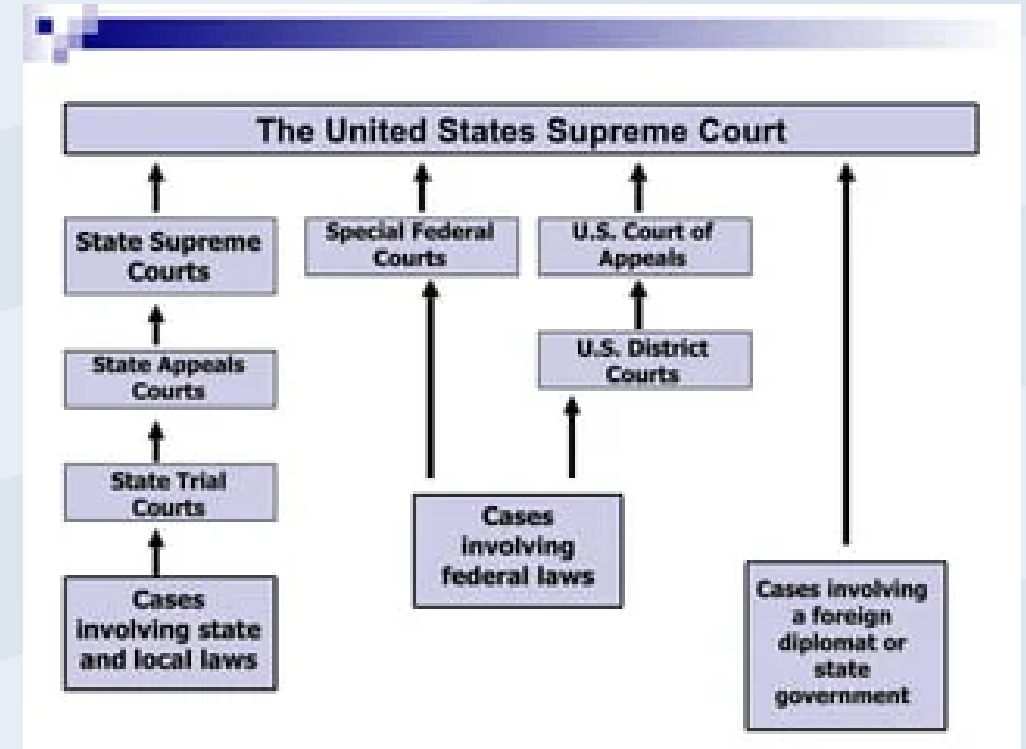 The United States Supreme Court
State Supreme
Courts
Special Federal
Courts
U.S. Court of
Appeals
State Appeals
Courts
U.S. District
Courts
State Trial
Courts
Cases
involving
federal laws
Cases
involving state
and local laws
Cases involving
a foreign
diplomat or
state
government